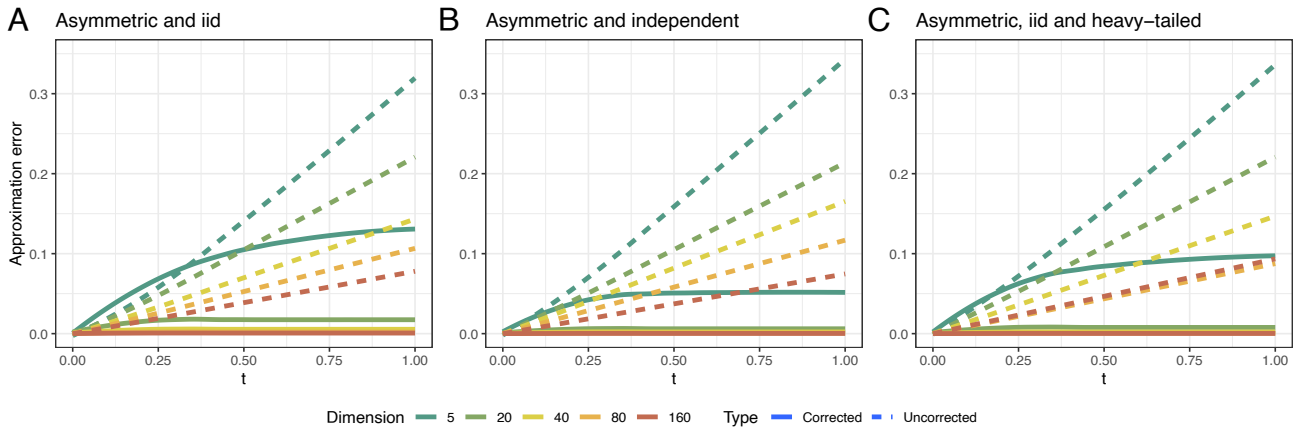 A Asymmetric and iid
B Asymmetric and independent
C Asymmetric, iid and heavy−tailed
Approximation error
0.3
0.2
0.1
0.0
0.00 0.25 0.50 0.75 1.00
t
0.3
0.2
0.1
0.0
0.00 0.25 0.50 0.75 1.00
t
0.3
0.2
0.1
0.0
0.00 0.25 0.50 0.75 1.00
t
Dimension 5 20 40 80 160 Type Corrected Uncorrected